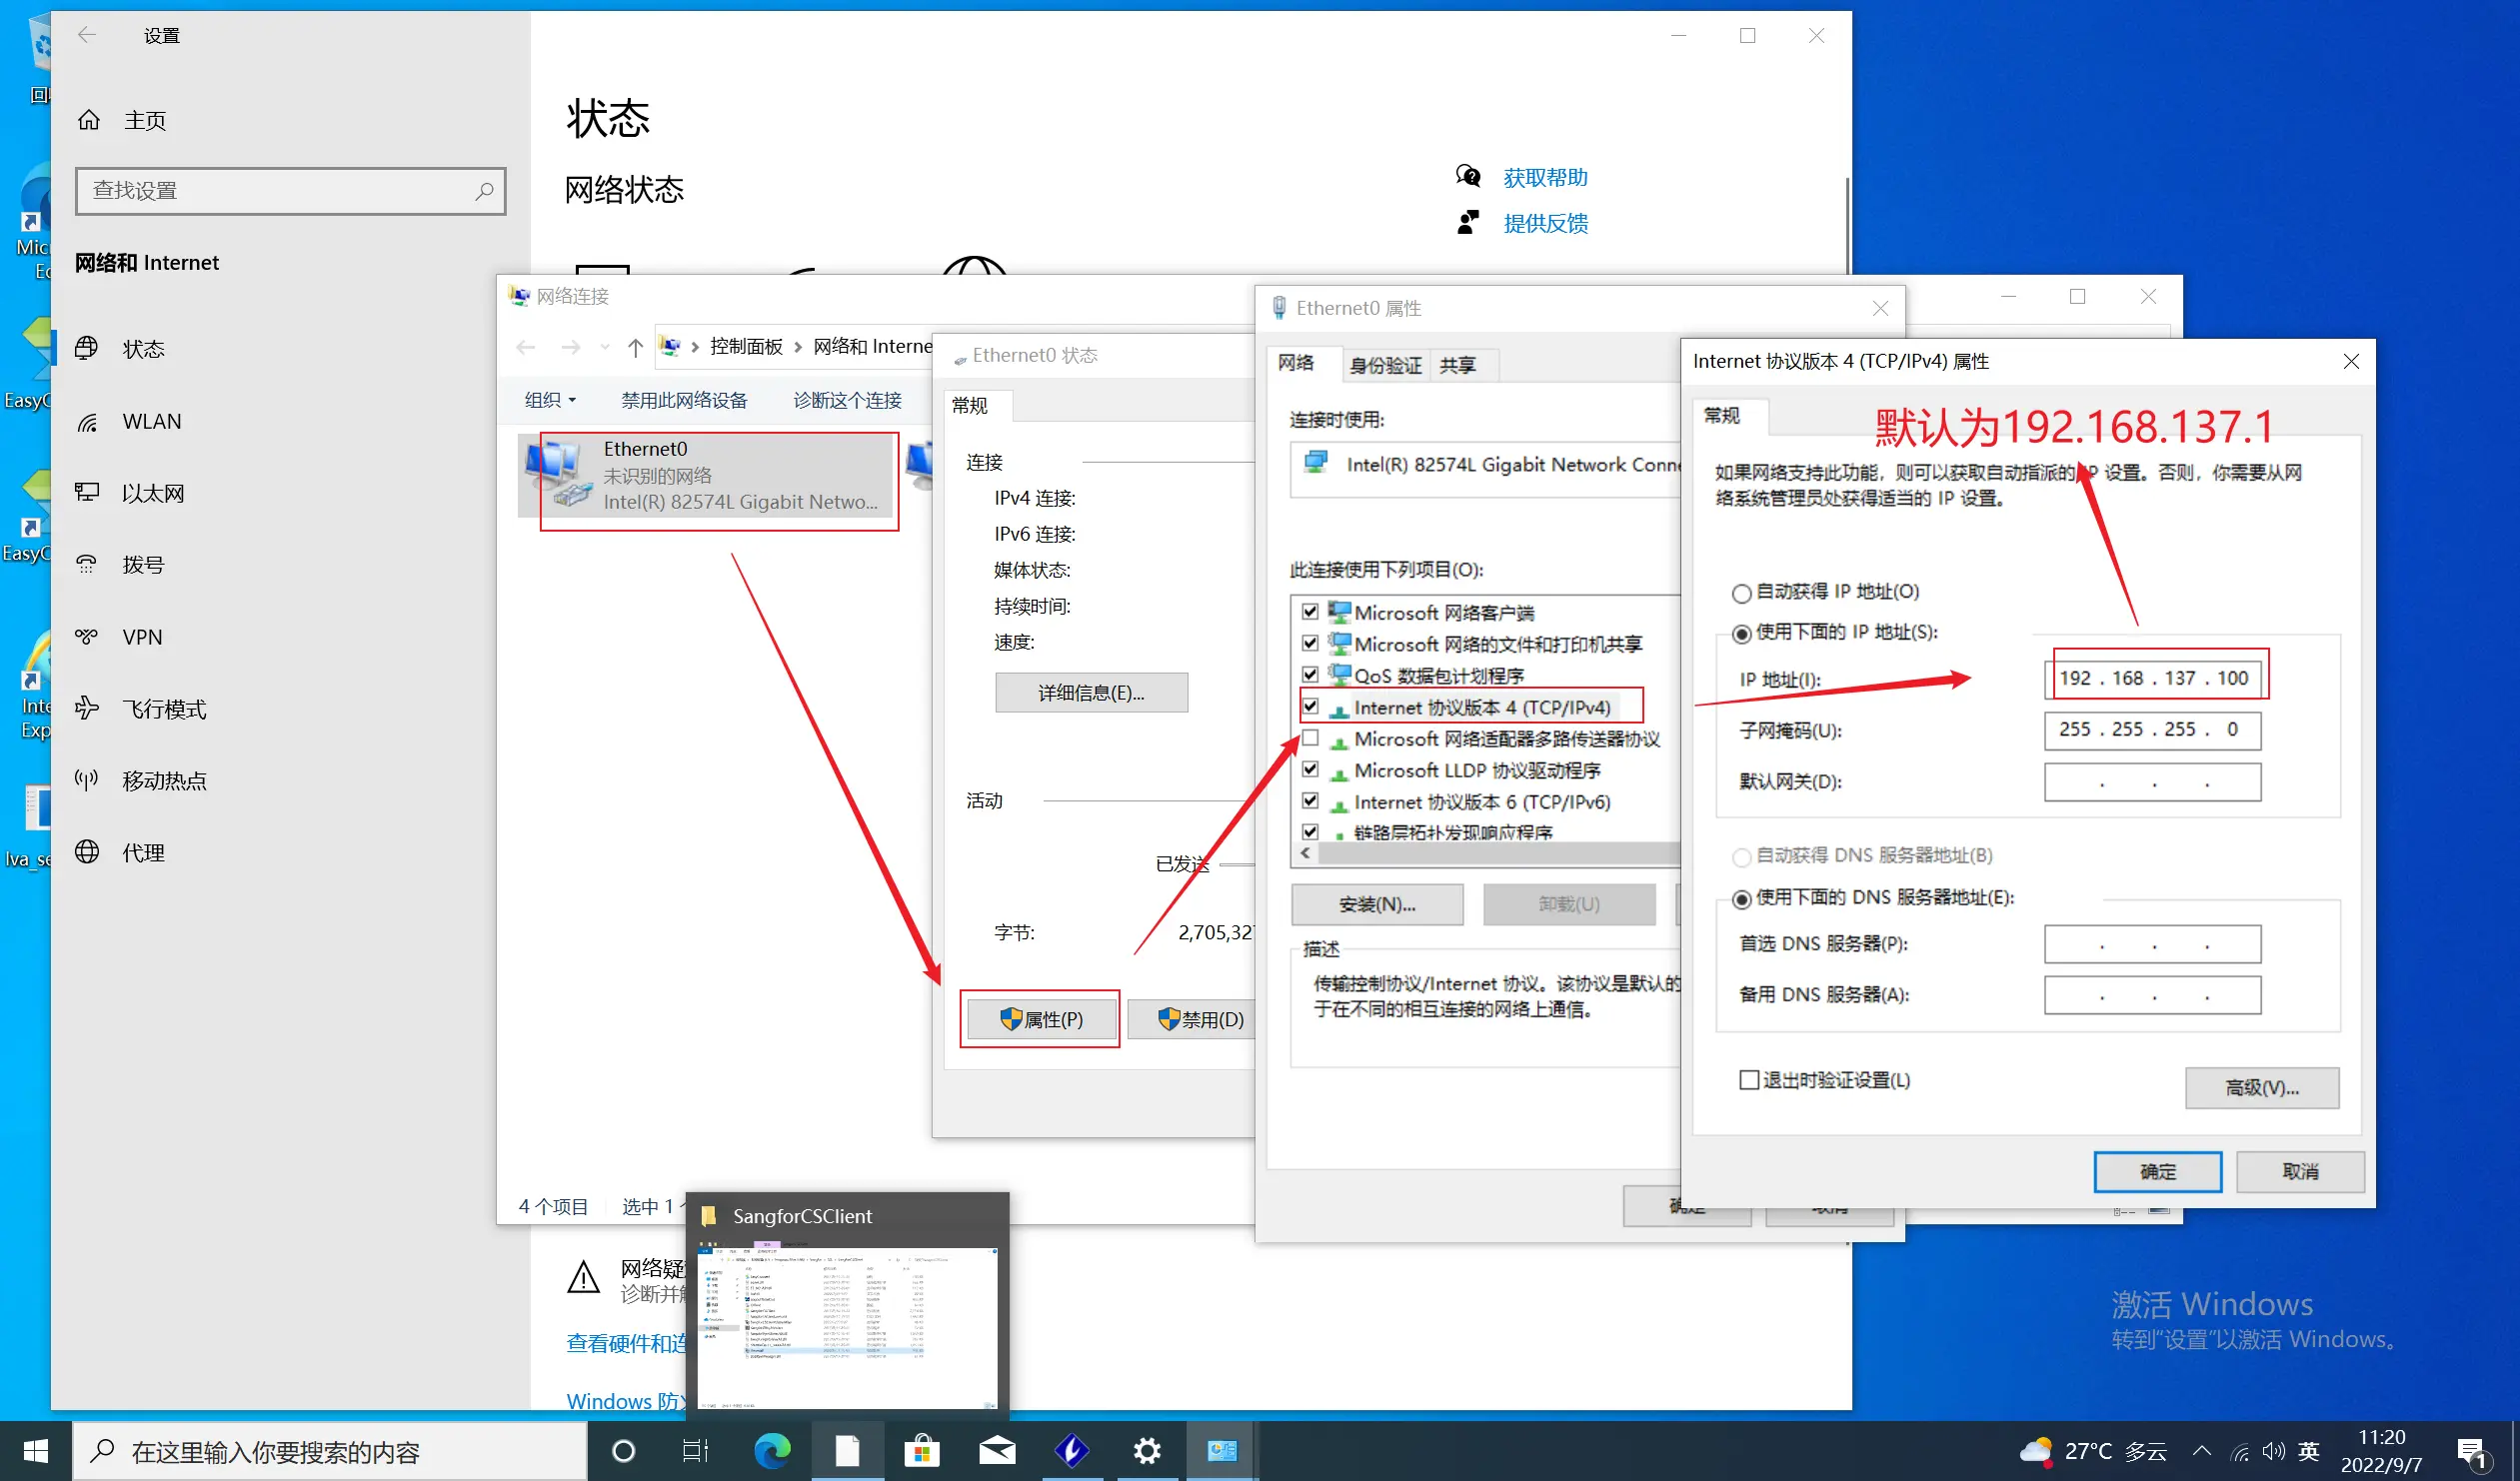 设置
主页
查找设置
网络和 Internet
状态
WLAN
以太网
拨号
VPN
飞行模式
移动热点
代理
状态
网络状态
获取帮助
提供反馈
网络连接
控制面板
网络和 Interne
组织
禁用此网络设备
诊断这个连接
Ethernet0
未识别的网络
Intel(R) 82574L Gigabit Netwo...
4 个项目
选中 1
Ethernet0 状态
常规
连接
IPv4 连接:
IPv6 连接:
媒体状态:
持续时间:
速度:
详细信息(E)...
活动
已发送
字节:
2,705,327
属性(P)
禁用(D)
Ethernet0 属性
网络
身份验证
共享
连接时使用:
Intel(R) 82574L Gigabit Network Conne
此连接使用下列项目(O):
Microsoft 网络客户端
Microsoft 网络的文件和打印机共享
QoS 数据包计划程序
Internet 协议版本 4 (TCP/IPv4)
Microsoft 网络适配器多路传送器协议
Microsoft LLDP 协议驱动程序
Internet 协议版本 6 (TCP/IPv6)
链路层拓扑发现响应程序
安装(N)...
卸载(U)
描述
传输控制协议/Internet 协议。该协议是默认的
于在不同的相互连接的网络上通信。
确定
取消
Internet 协议版本 4 (TCP/IPv4) 属性
常规
默认为192.168.137.1
如果网络支持此功能，则可以获取自动指派的 IP 设置。否则，你需要从网
络系统管理员处获得适当的 IP 设置。
自动获得 IP 地址(O)
使用下面的 IP 地址(S):
IP 地址(I):
192 . 168 . 137 . 100
子网掩码(U):
255 . 255 . 255 . 0
默认网关(D):
. . .
自动获得 DNS 服务器地址(B)
使用下面的 DNS 服务器地址(E):
首选 DNS 服务器(P):
. . .
备用 DNS 服务器(A):
. . .
退出时验证设置(L)
高级(V)...
确定
取消
SangforCSClient
网络疑
诊断并
查看硬件和连
Windows 防
激活 Windows
转到“设置”以激活 Windows。
Micr
EasyC
EasyC
Inte
Exp
lva_se
在这里输入你要搜索的内容
27°C 多云
英
11:20
2022/9/7
1